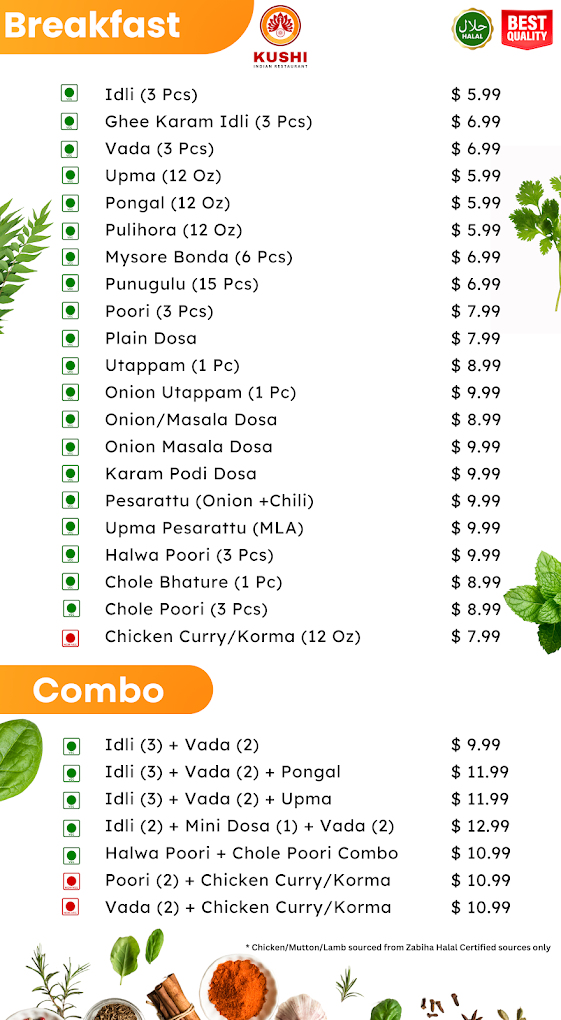 Breakfast
KUSHI
INDIAN RESTAURANT
حلال
HALAL
BEST
QUALITY
Idli (3 Pcs) $ 5.99
Ghee Karam Idli (3 Pcs) $ 6.99
Vada (3 Pcs) $ 6.99
Upma (12 Oz) $ 5.99
Pongal (12 Oz) $ 5.99
Pulihora (12 Oz) $ 5.99
Mysore Bonda (6 Pcs) $ 6.99
Punugulu (15 Pcs) $ 6.99
Poori (3 Pcs) $ 7.99
Plain Dosa $ 7.99
Utappam (1 Pc) $ 8.99
Onion Utappam (1 Pc) $ 9.99
Onion/Masala Dosa $ 8.99
Onion Masala Dosa $ 9.99
Karam Podi Dosa $ 9.99
Pesarattu (Onion +Chili) $ 9.99
Upma Pesarattu (MLA) $ 9.99
Halwa Poori (3 Pcs) $ 9.99
Chole Bhature (1 Pc) $ 8.99
Chole Poori (3 Pcs) $ 8.99
Chicken Curry/Korma (12 Oz) $ 7.99
Combo
Idli (3) + Vada (2) $ 9.99
Idli (3) + Vada (2) + Pongal $ 11.99
Idli (3) + Vada (2) + Upma $ 11.99
Idli (2) + Mini Dosa (1) + Vada (2) $ 12.99
Halwa Poori + Chole Poori Combo $ 10.99
Poori (2) + Chicken Curry/Korma $ 10.99
Vada (2) + Chicken Curry/Korma $ 10.99
* Chicken/Mutton/Lamb sourced from Zabiha Halal Certified sources only